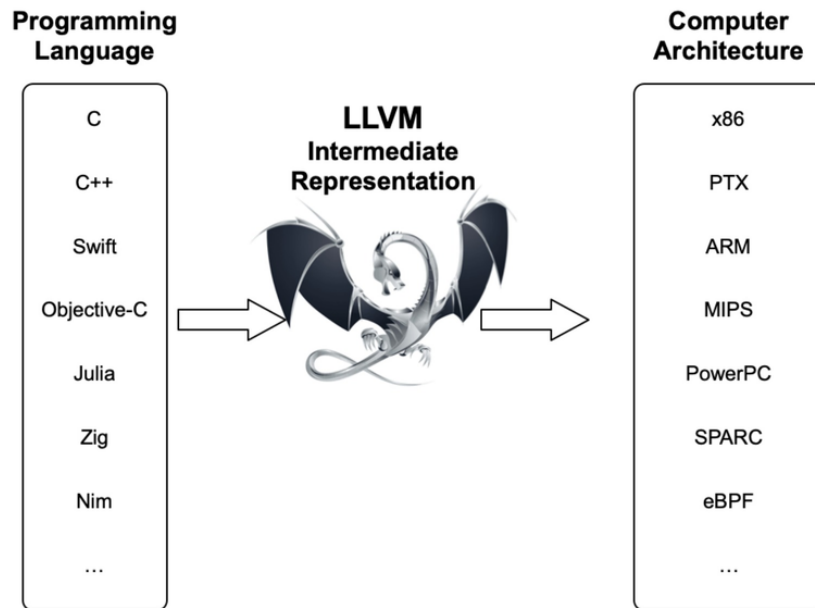 Programming
Language
C
C++
Swift
Objective-C
Julia
Zig
Nim
...
LLVM
Intermediate
Representation
Computer
Architecture
x86
PTX
ARM
MIPS
PowerPC
SPARC
eBPF
...